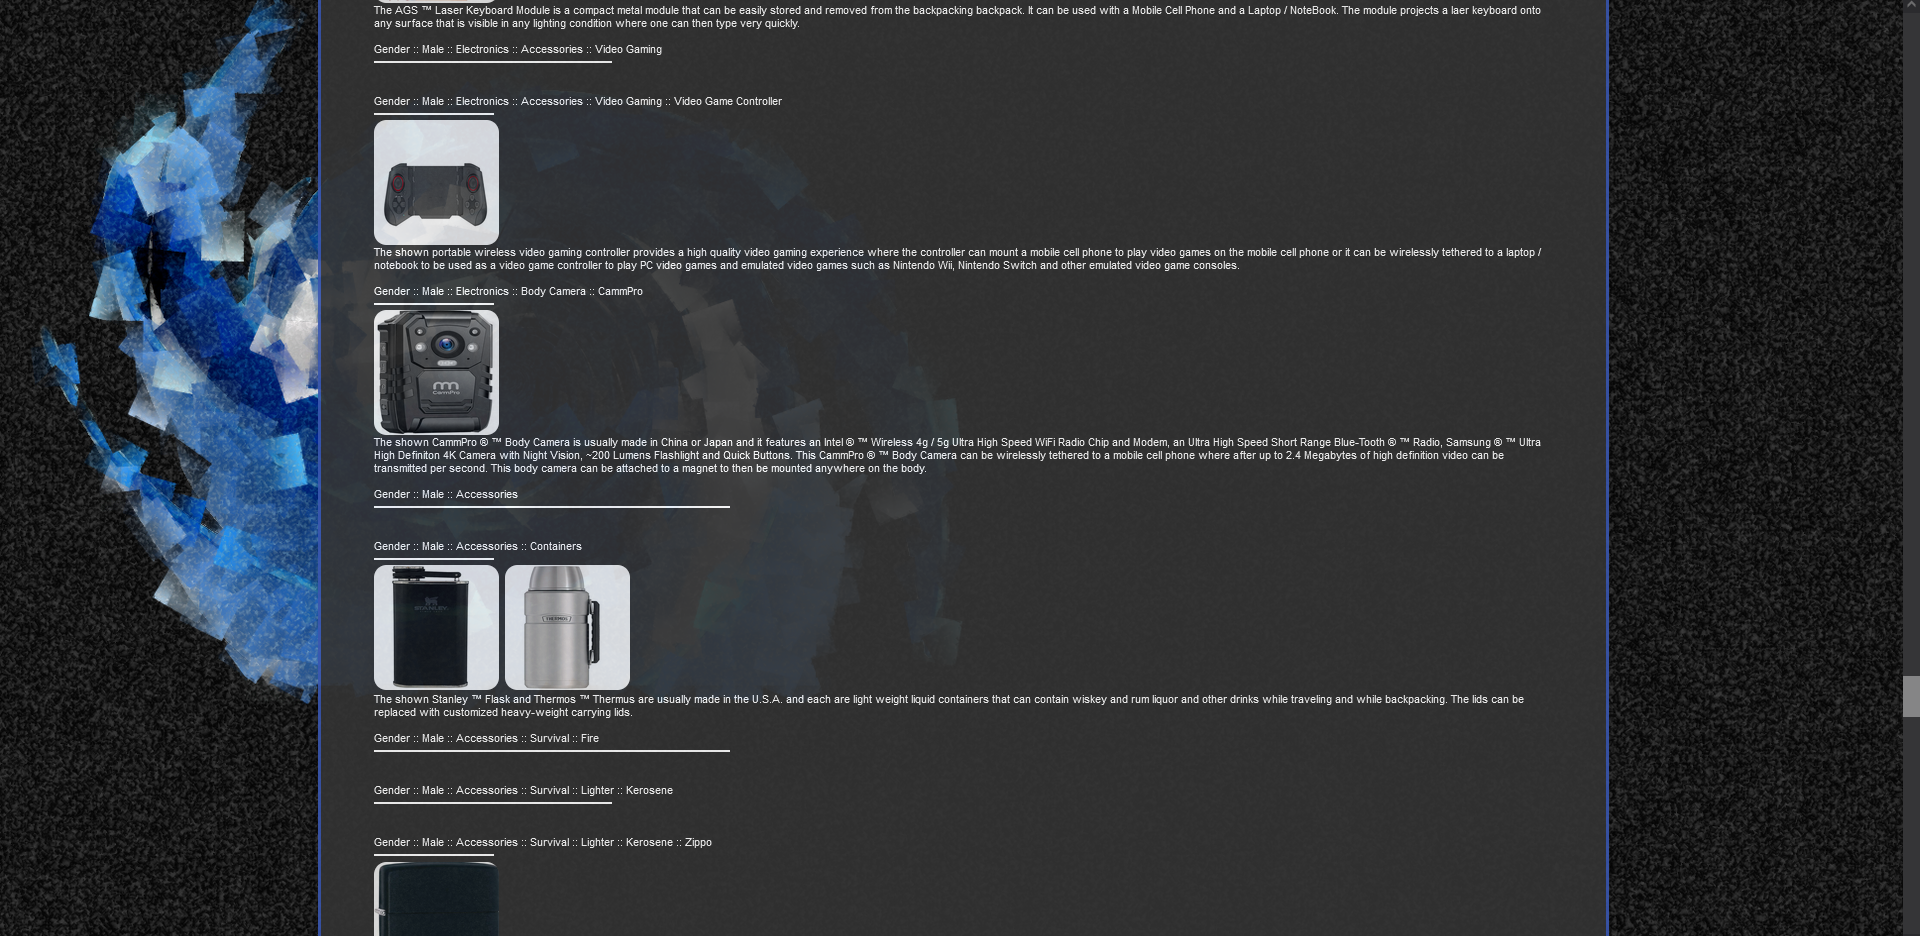 The AGS ™ Laser Keyboard Module is a compact metal module that can be easily stored and removed from the backpacking backpack. It can be used with a Mobile Cell Phone and a Laptop / NoteBook. The module projects a laer keyboard onto
any surface that is visible in any lighting condition where one can then type very quickly.
Gender :: Male :: Electronics :: Accessories :: Video Gaming
Gender :: Male :: Electronics :: Accessories :: Video Gaming :: Video Game Controller
The shown portable wireless video gaming controller provides a high quality video gaming experience where the controller can mount a mobile cell phone to play video games on the mobile cell phone or it can be wirelessly tethered to a laptop /
notebook to be used as a video game controller to play PC video games and emulated video games such as Nintendo Wii, Nintendo Switch and other emulated video game consoles.
Gender :: Male :: Electronics :: Body Camera :: CammPro
CammPro
The shown CammPro ® ™ Body Camera is usually made in China or Japan and it features an Intel ® ™ Wireless 4g / 5g Ultra High Speed WiFi Radio Chip and Modem, an Ultra High Speed Short Range Blue-Tooth ® ™ Radio, Samsung ® ™ Ultra
High Definiton 4K Camera with Night Vision, ~200 Lumens Flashlight and Quick Buttons. This CammPro ® ™ Body Camera can be wirelessly tethered to a mobile cell phone where after up to 2.4 Megabytes of high definition video can be
transmitted per second. This body camera can be attached to a magnet to then be mounted anywhere on the body.
Gender :: Male :: Accessories
Gender :: Male :: Accessories :: Containers
STANLEY
THERMOS
The shown Stanley ™ Flask and Thermos ™ Thermus are usually made in the U.S.A. and each are light weight liquid containers that can contain wiskey and rum liquor and other drinks while traveling and while backpacking. The lids can be
replaced with customized heavy-weight carrying lids.
Gender :: Male :: Accessories :: Survival :: Fire
Gender :: Male :: Accessories :: Survival :: Lighter :: Kerosene
Gender :: Male :: Accessories :: Survival :: Lighter :: Kerosene :: Zippo